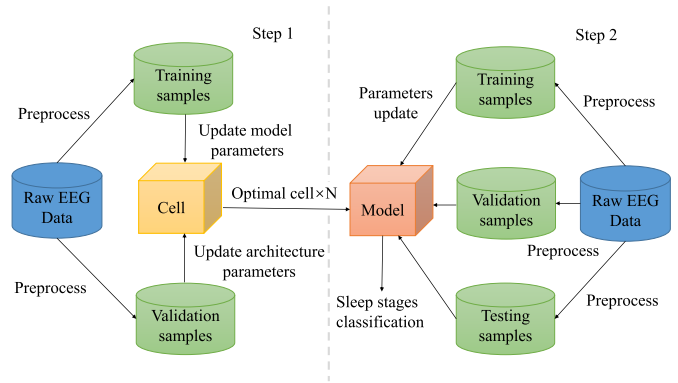 Step 1
Training
samples
Preprocess
Update model
parameters
Raw EEG
Data
Cell
Optimal cell×N
Update architecture
parameters
Preprocess
Validation
samples
Step 2
Training
samples
Parameters
update
Preprocess
Model
Validation
samples
Raw EEG
Data
Preprocess
Sleep stages
classification
Testing
samples
Preprocess